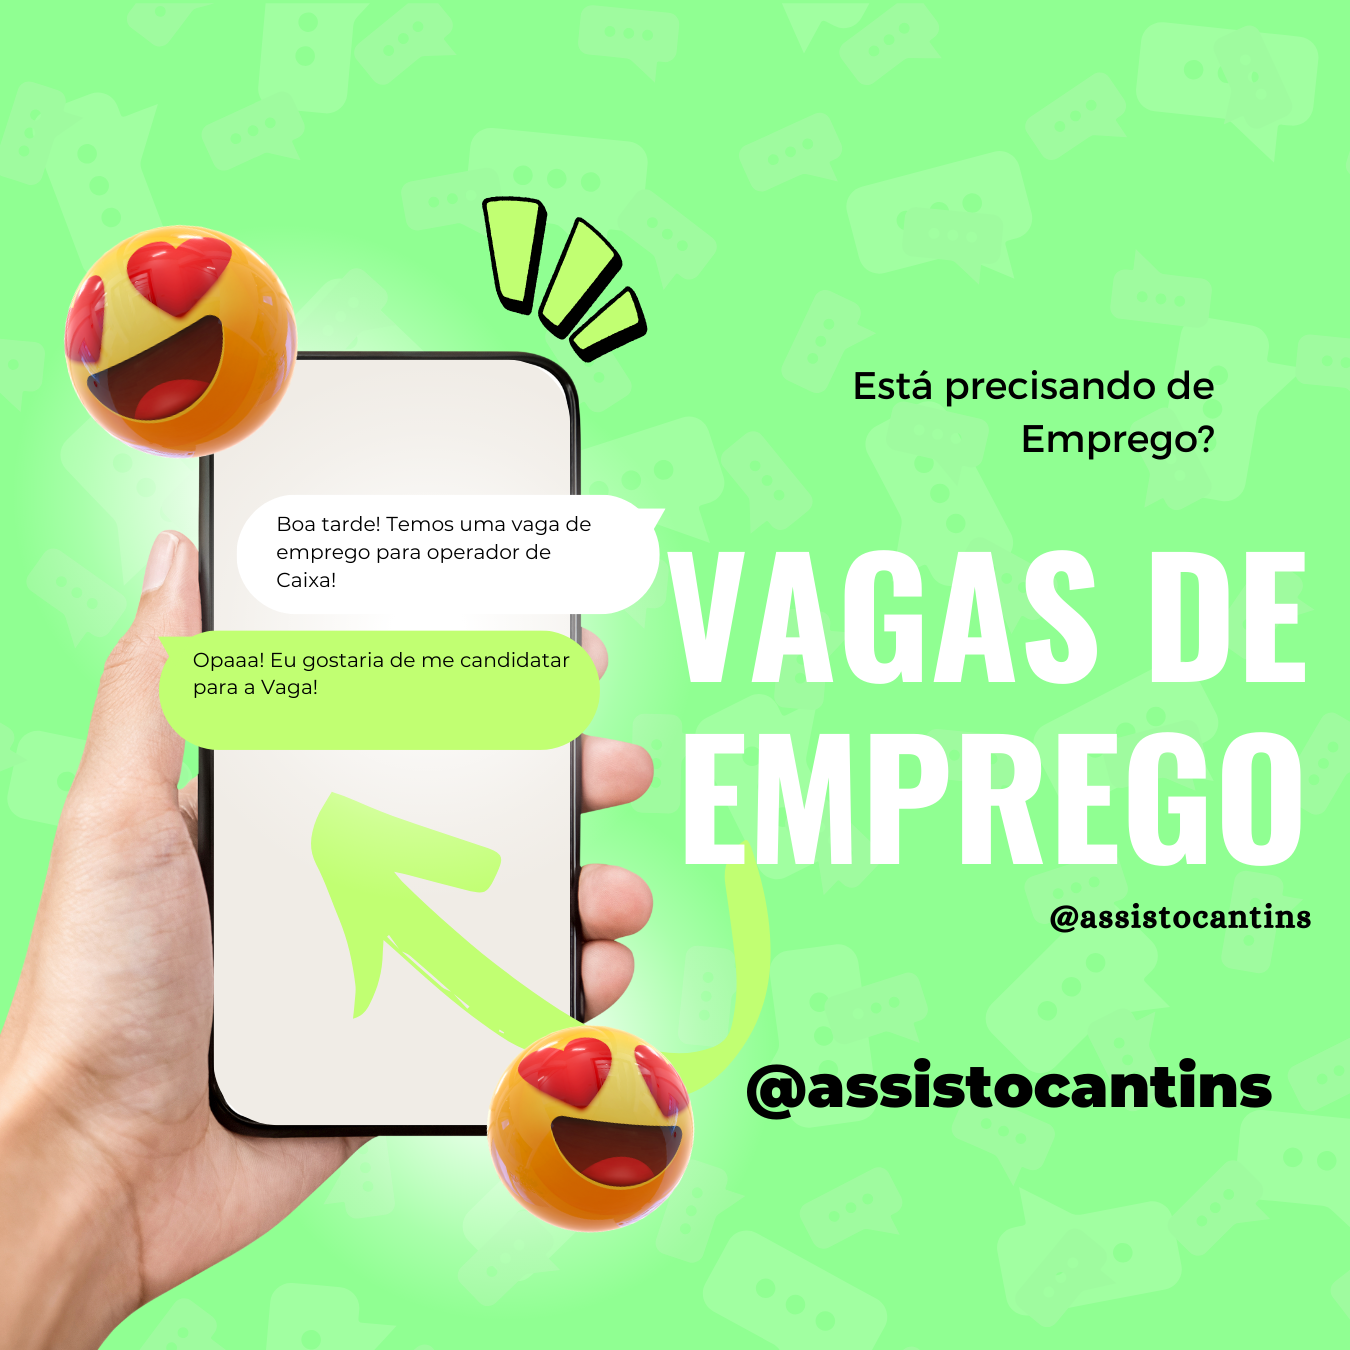 Está precisando de
Emprego?
Boa tarde! Temos uma vaga de
emprego para operador de
Caixa!
Opaaa! Eu gostaria de me candidatar
para a Vaga!
VAGAS DE
EMPREGO
@assistocantins
@assistocantins